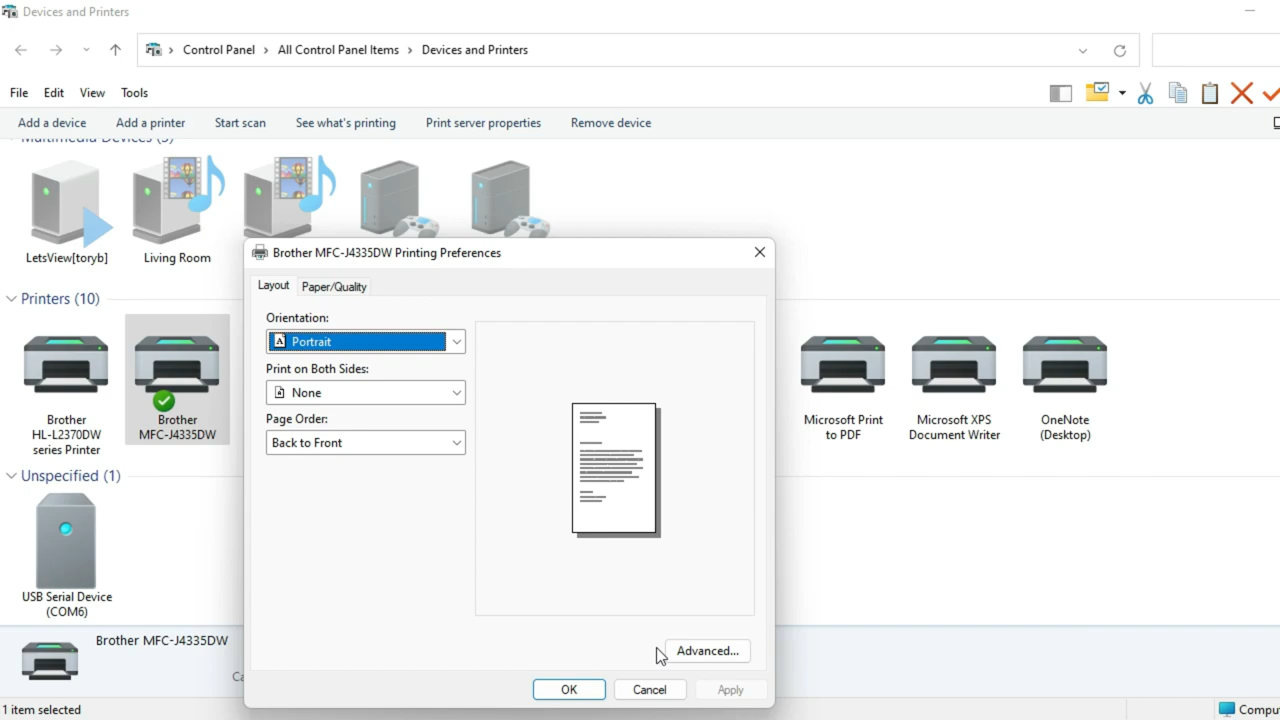 Devices and Printers
Control Panel › All Control Panel Items › Devices and Printers
File Edit View Tools
Add a device Add a printer Start scan See what's printing Print server properties Remove device
Multimedia Devices (5)
LetsView[toryb] Living Room
Brother MFC-J4335DW Printing Preferences
Layout Paper/Quality
Orientation:
Portrait
Print on Both Sides:
None
Page Order:
Back to Front
Advanced...
OK Cancel Apply
Printers (10)
Brother
HL-L2370DW
series Printer
Brother
MFC-J4335DW
Microsoft Print
to PDF
Microsoft XPS
Document Writer
OneNote
(Desktop)
Unspecified (1)
USB Serial Device
(COM6)
Brother MFC-J4335DW
1 item selected